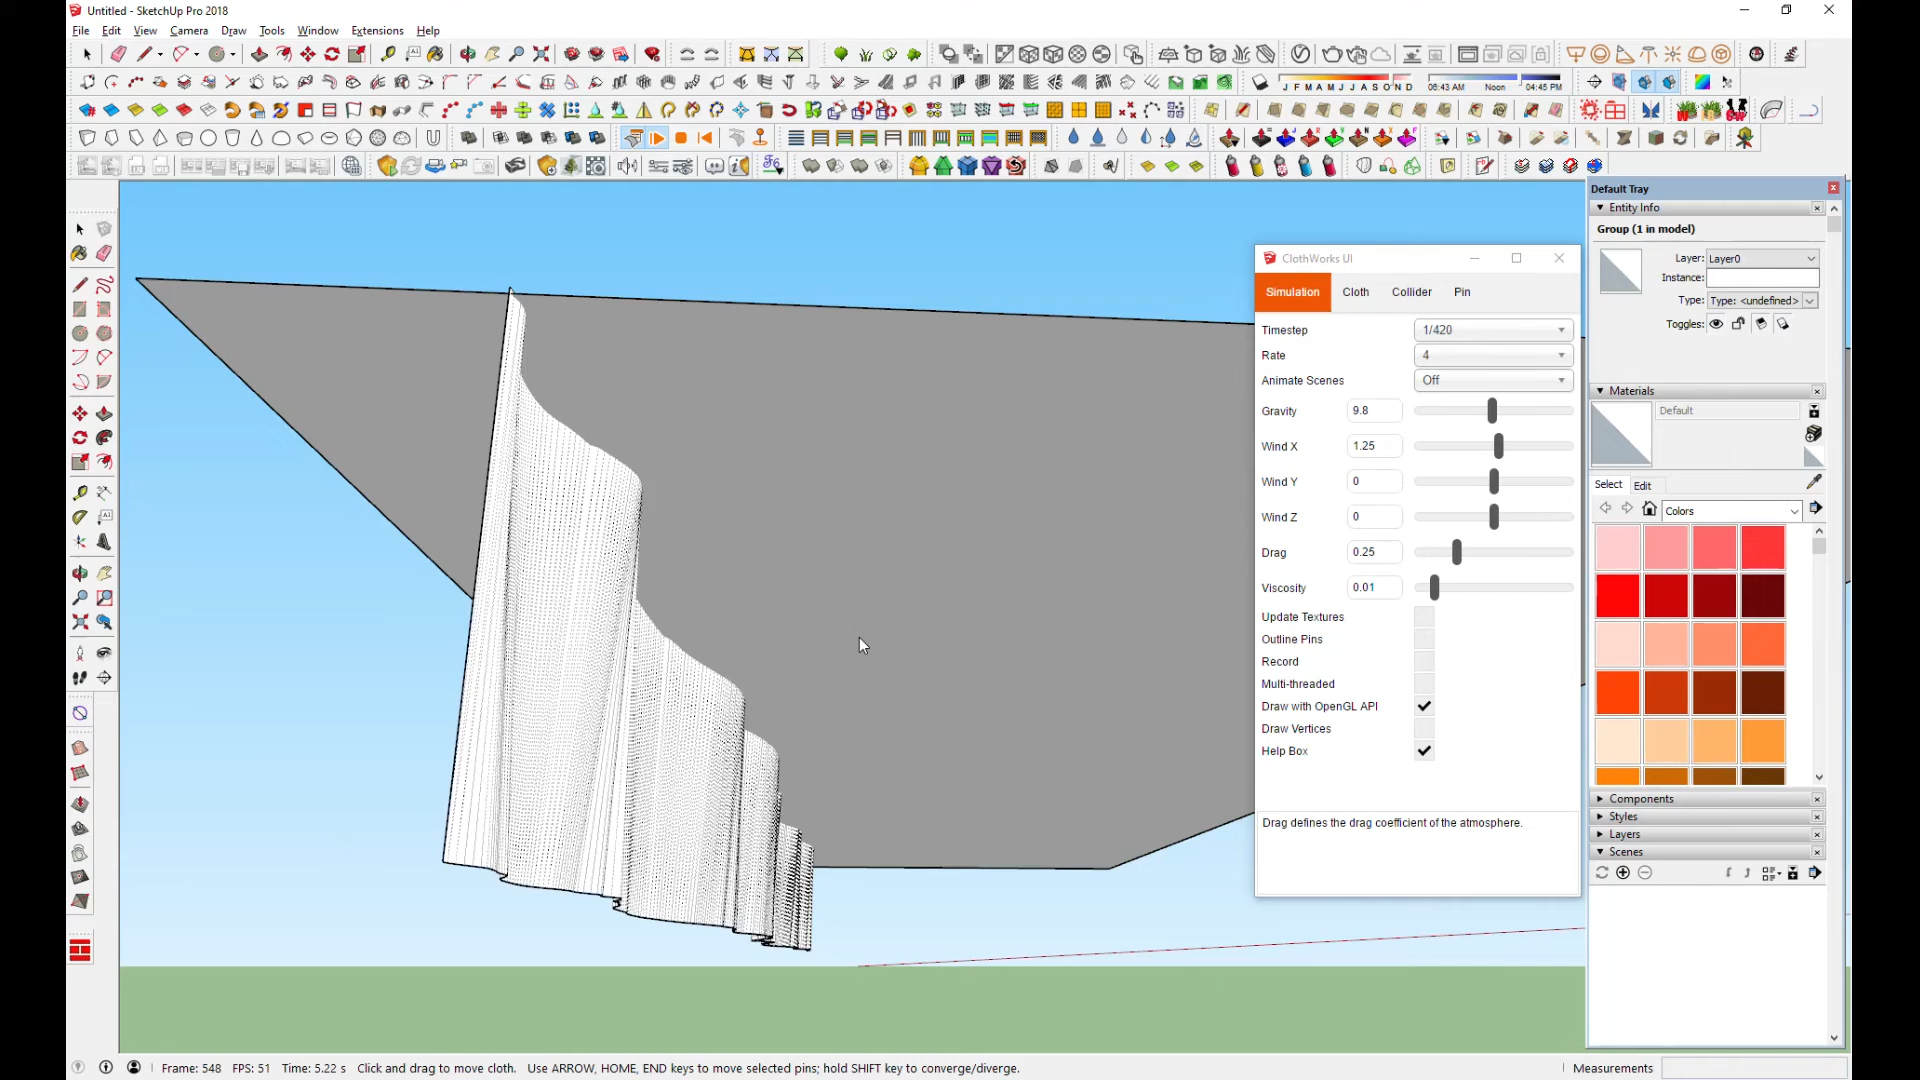 Untitled - SketchUp Pro 2018
File Edit View Camera Draw Tools Window Extensions Help
J F M A M J J A S O N D 06:43 AM Noon 04:45 PM
Default Tray
Entity Info
Group (1 in model)
Layer: Layer0
Instance:
Type: Type: <undefined>
Toggles:
Materials
Default
Select Edit
Colors
Components
Styles
Layers
Scenes
ClothWorks UI
Simulation Cloth Collider Pin
Timestep 1/420
Rate 4
Animate Scenes Off
Gravity 9.8
Wind X 1.25
Wind Y 0
Wind Z 0
Drag 0.25
Viscosity 0.01
Update Textures
Outline Pins
Record
Multi-threaded
Draw with OpenGL API
Draw Vertices
Help Box
Drag defines the drag coefficient of the atmosphere.
Frame: 548 FPS: 51 Time: 5.22 s Click and drag to move cloth. Use ARROW, HOME, END keys to move selected pins; hold SHIFT key to converge/diverge.
Measurements